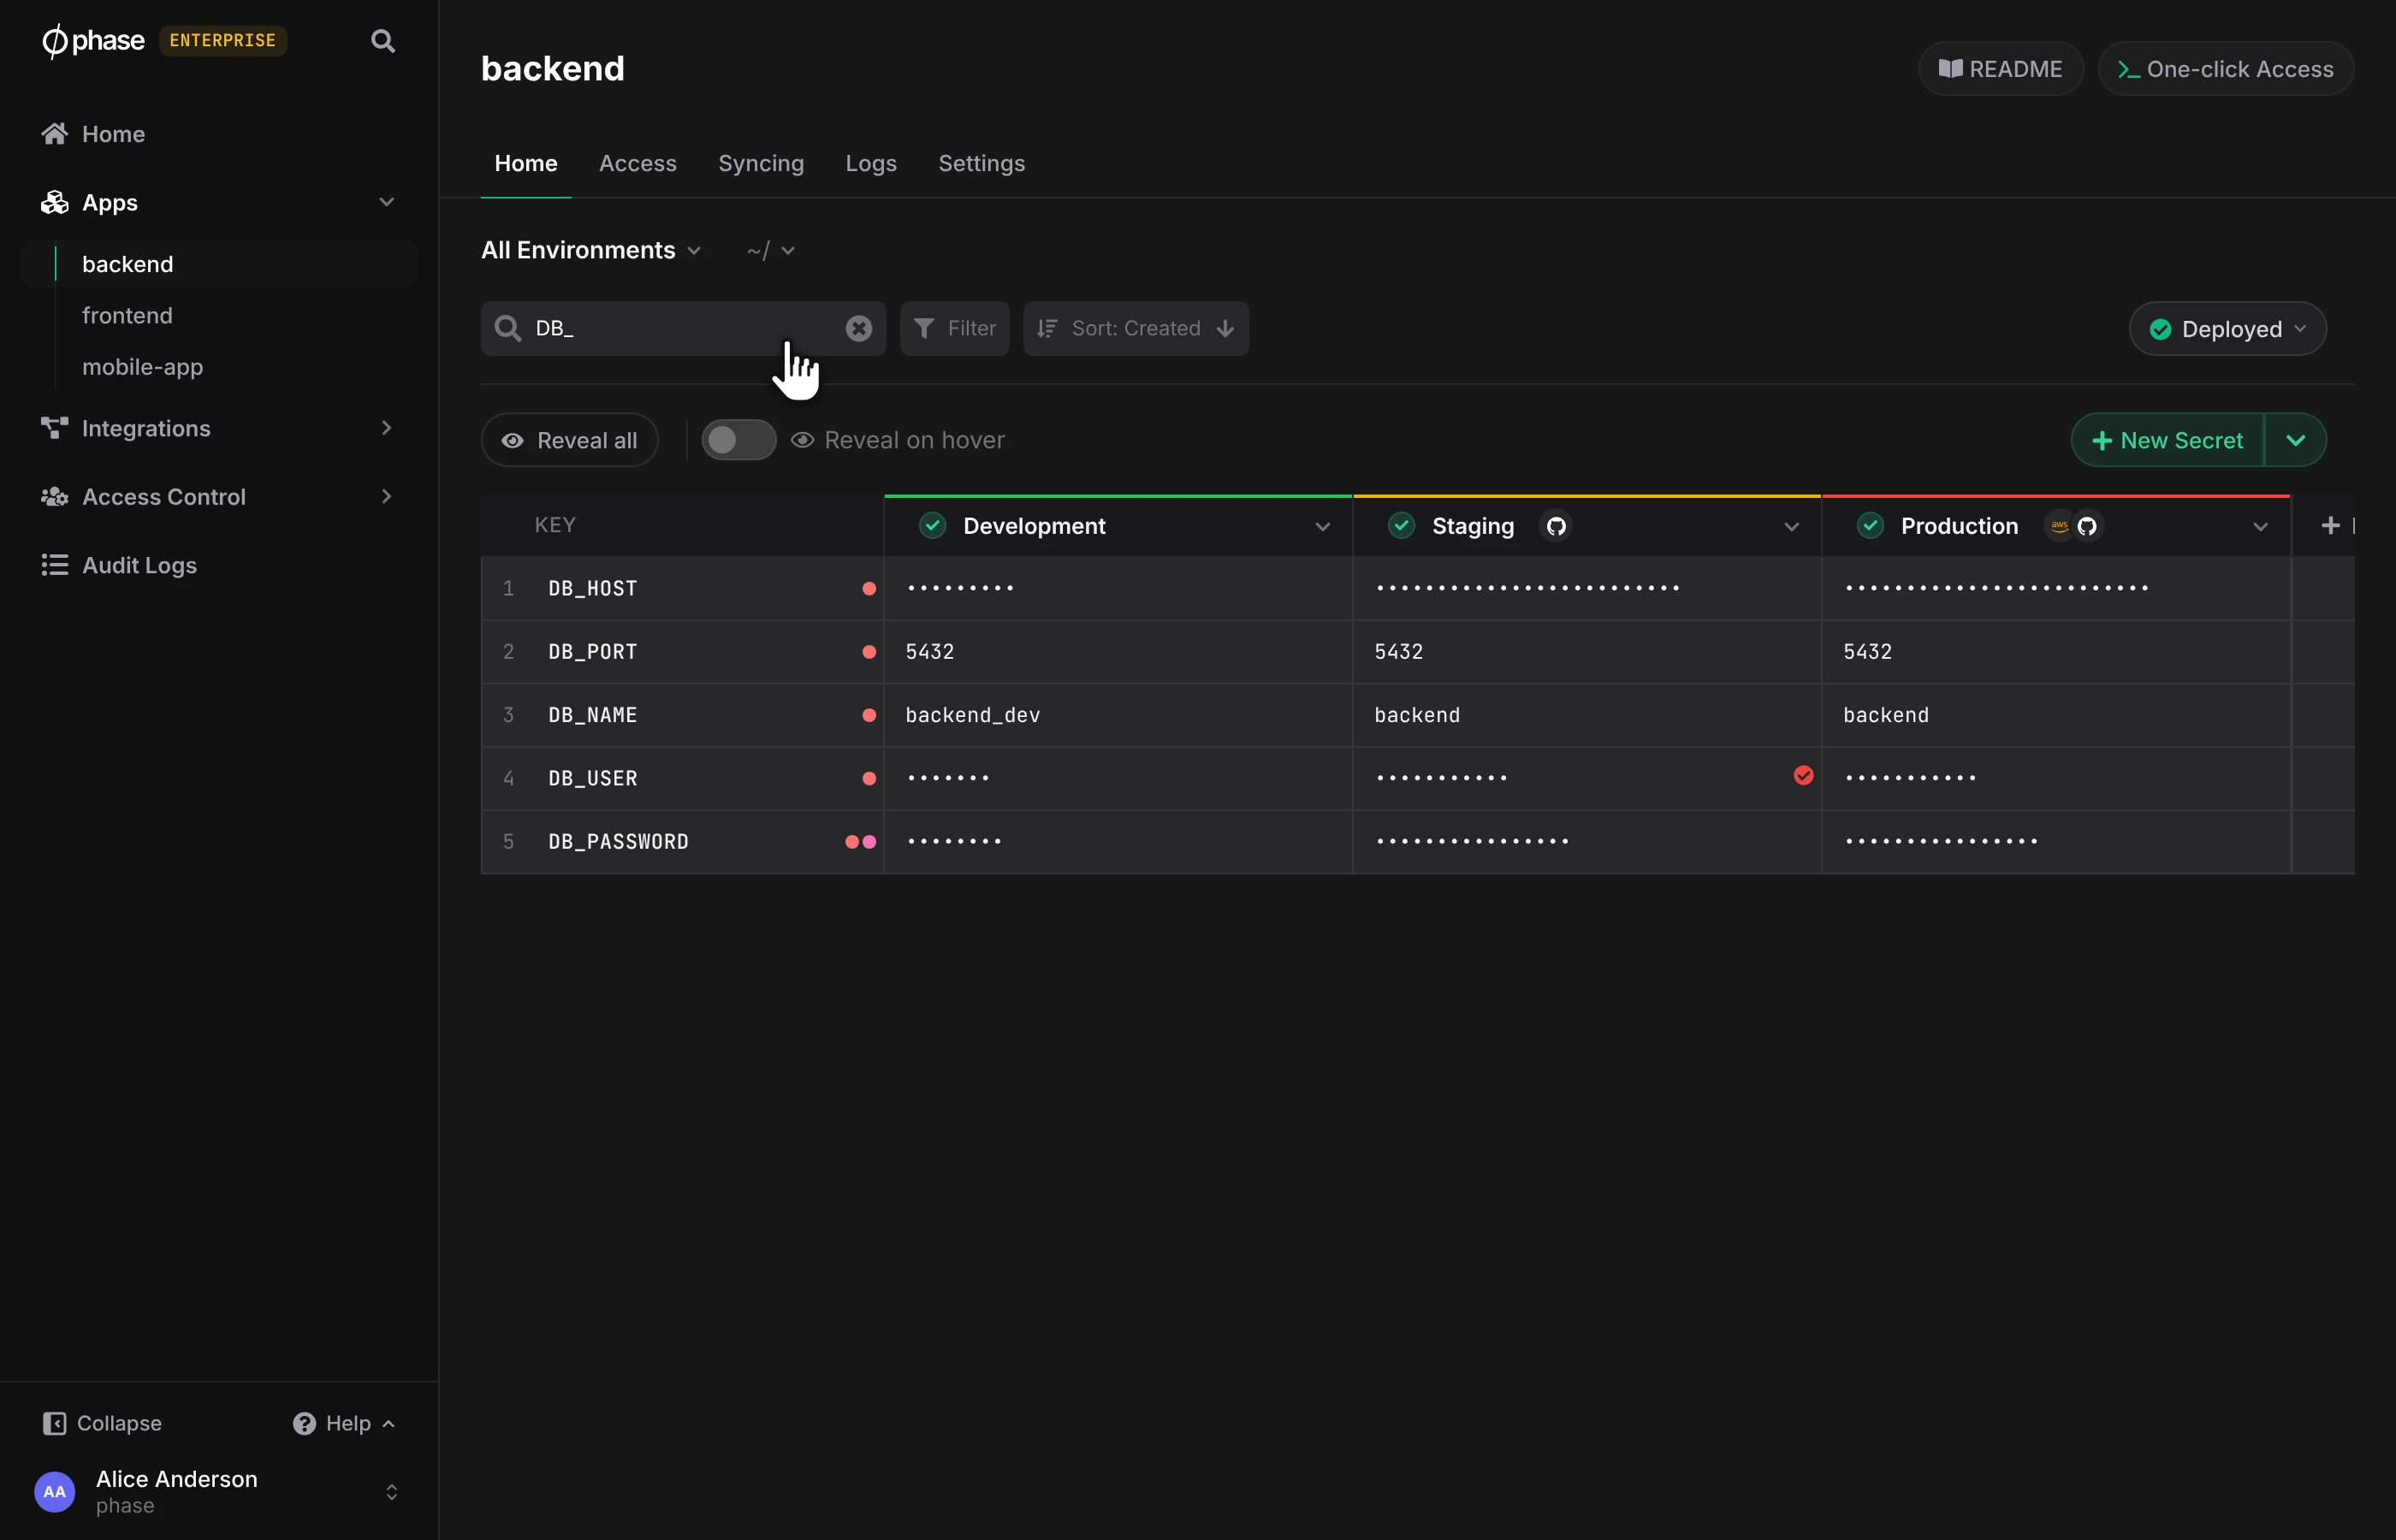 phase ENTERPRISE
Home
Apps
backend
frontend
mobile-app
Integrations
Access Control
Audit Logs
Collapse
Help
AA
Alice Anderson
phase
backend
README
One-click Access
Home Access Syncing Logs Settings
All Environments ~/
DB_
Filter
Sort: Created
Deployed
Reveal all
Reveal on hover
New Secret
KEY Development Staging Production aws
1 DB_HOST ••••••••• ••••••••••••••••••••••• •••••••••••••••••••••••
2 DB_PORT 5432 5432 5432
3 DB_NAME backend_dev backend backend
4 DB_USER ••••••• ••••••••••• •••••••••••
5 DB_PASSWORD •••••••• ••••••••••••••• •••••••••••••••